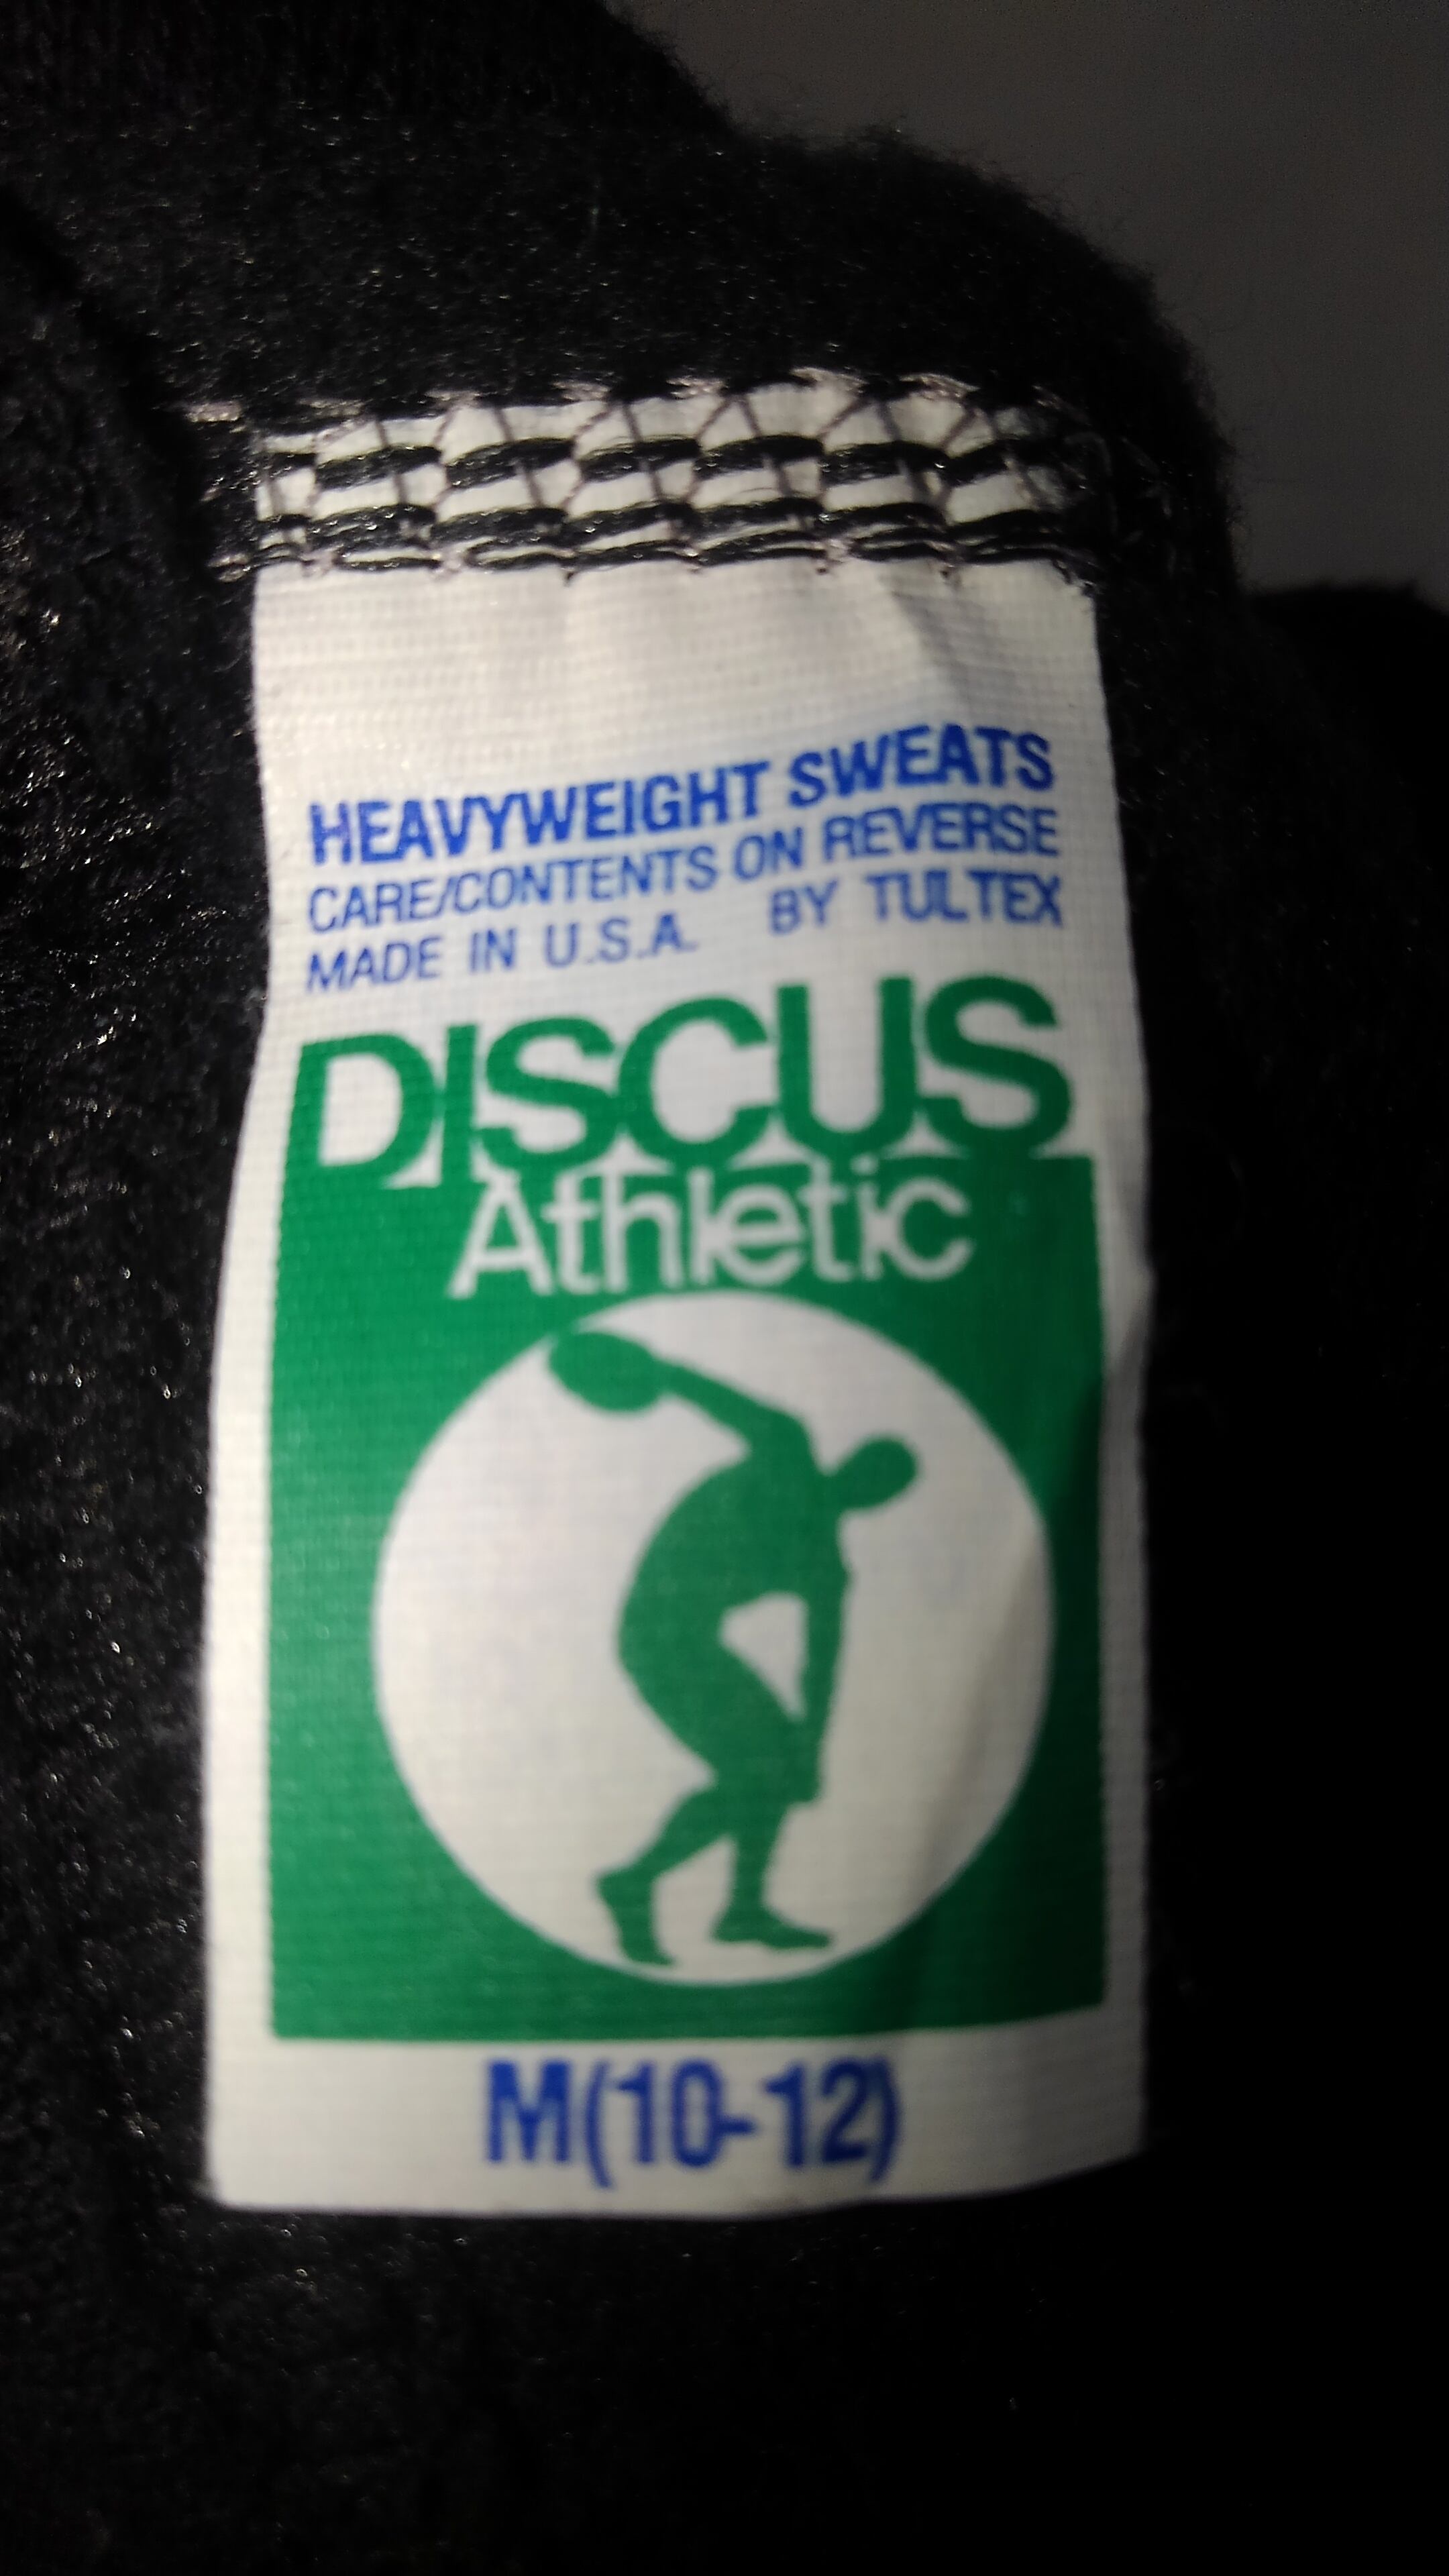 HEAVYWEIGHT SWEATS
CARE/CONTENTS ON REVERSE
MADE IN U.S.A. BY TULTEX
DISCUS
Athletic
M(10-12)